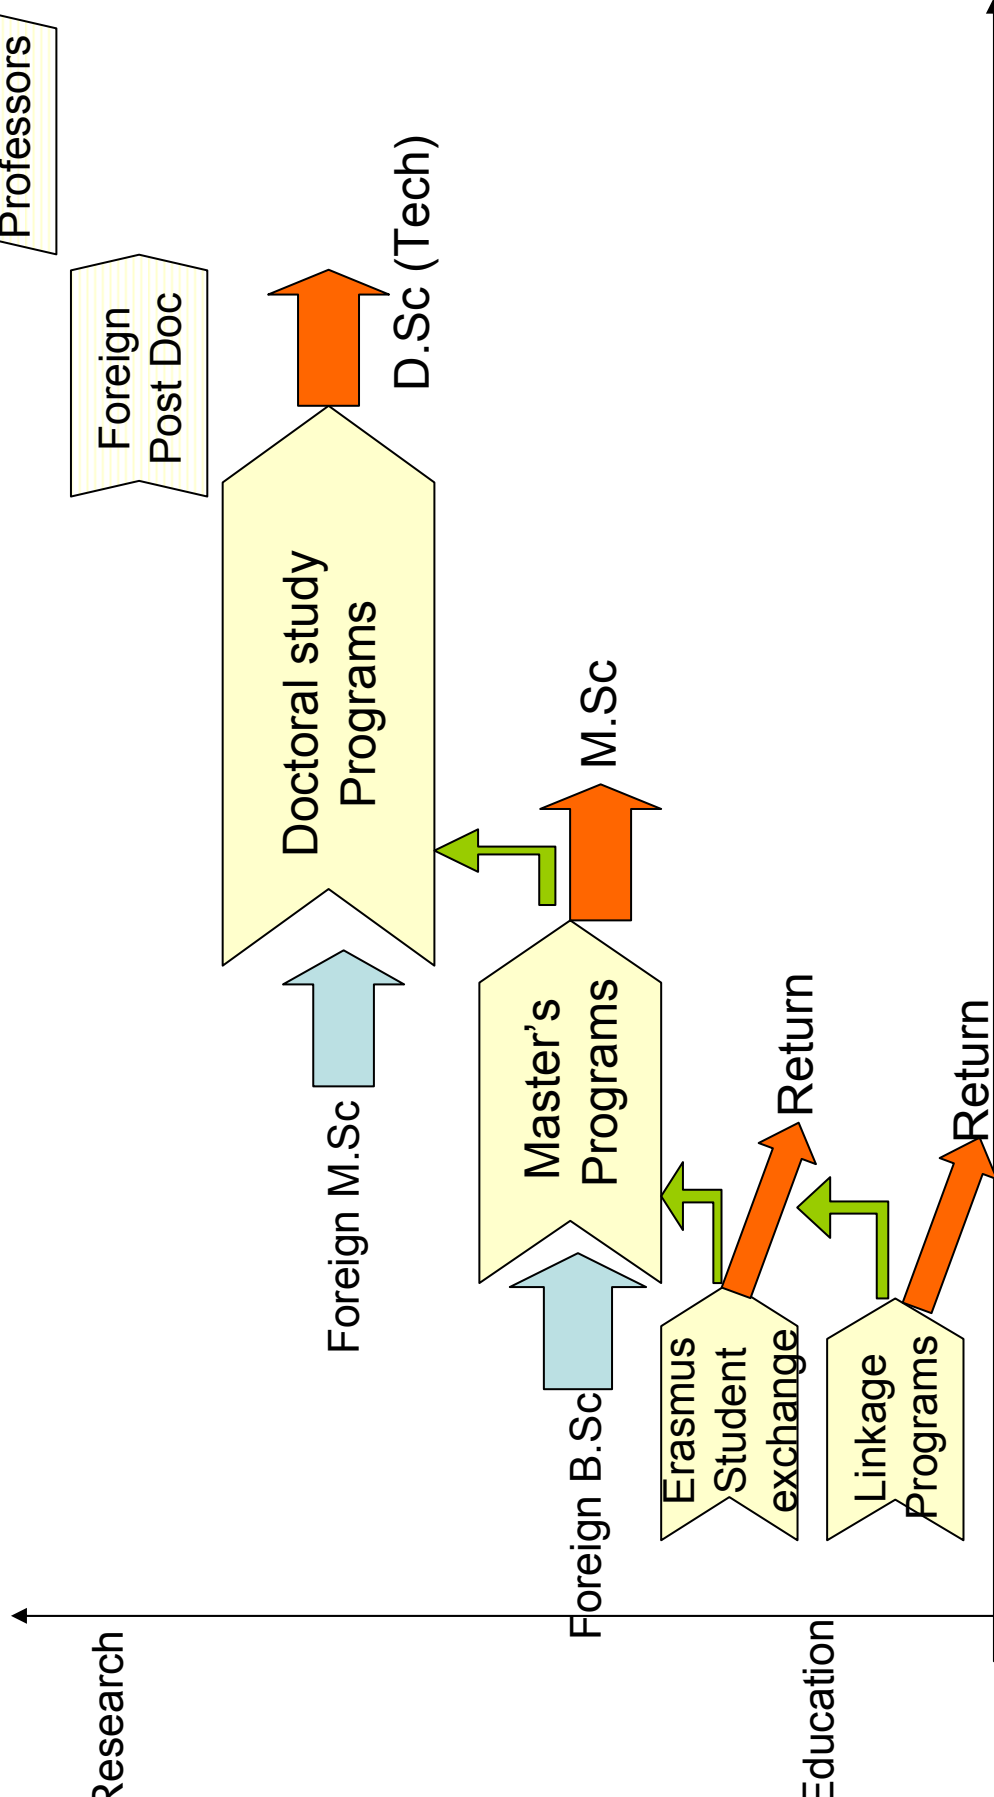 Professors
Foreign
Post Doc
Research
D.Sc (Tech)
Doctoral study
Programs
Foreign M.Sc
M.Sc
Master’s
Programs
Foreign B.Sc
Return
Erasmus
Student
exchange
Education
Return
Linkage
Programs